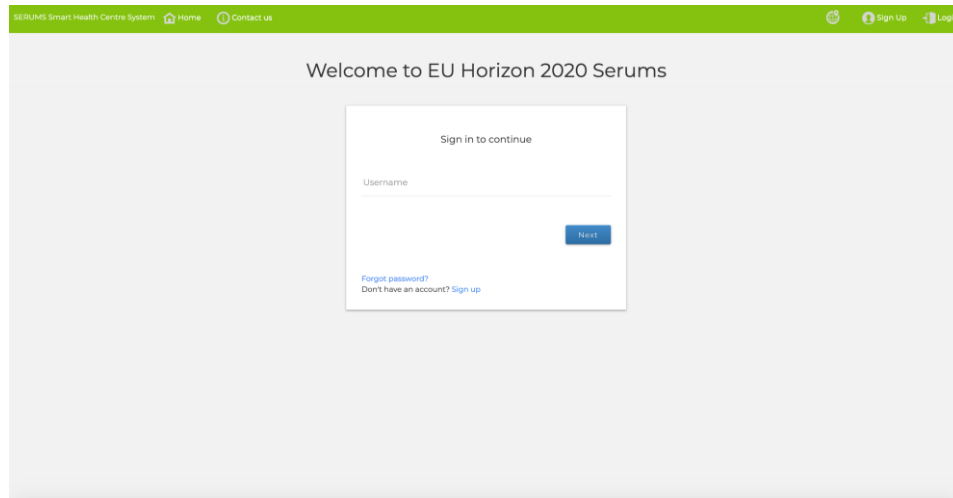 SERUMS Smart Health Centre System Home Contact us Sign Up Logi
Welcome to EU Horizon 2020 Serums
Sign in to continue
Username
Next
Forgot password?
Don't have an account? Sign up